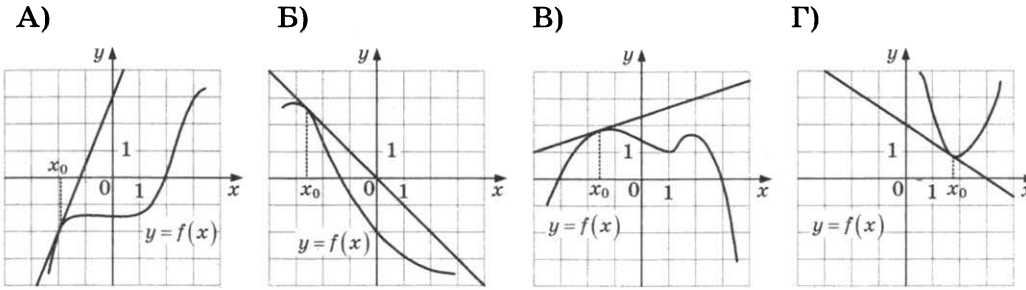 А) Б) В) Г)
y y y y
x₀ 1 0 1 x
y = f(x)
1 0 x₀ 1 x
y = f(x)
1 x₀ 0 1 x
y = f(x)
1 0 1 x₀ x
y = f(x)